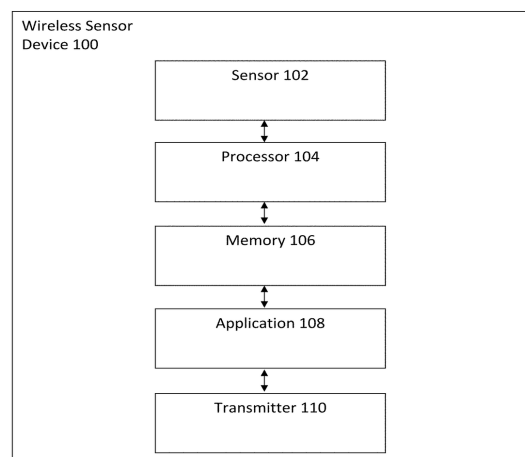 Wireless Sensor
Device 100
Sensor 102
Processor 104
Memory 106
Application 108
Transmitter 110